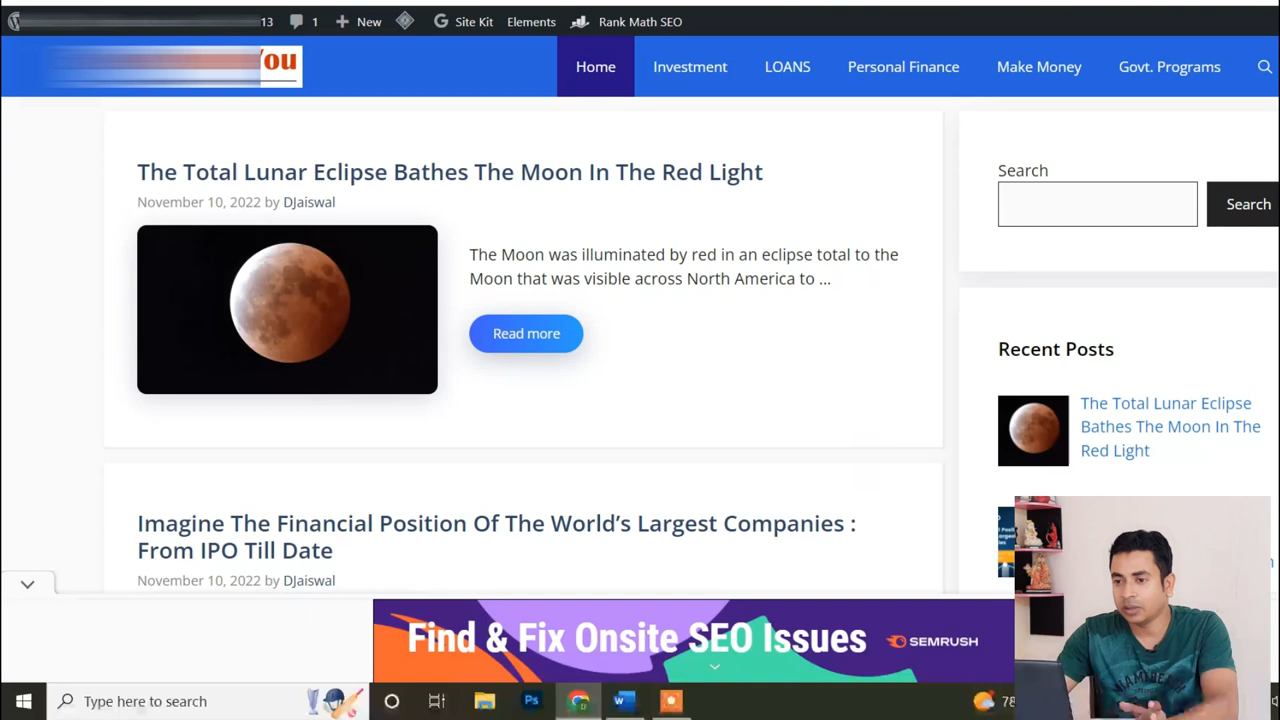 13 1 New Site Kit Elements Rank Math SEO
You
Home Investment LOANS Personal Finance Make Money Govt. Programs
The Total Lunar Eclipse Bathes The Moon In The Red Light
November 10, 2022 by DJaiswal
The Moon was illuminated by red in an eclipse total to the
Moon that was visible across North America to ...
Read more
Imagine The Financial Position Of The World’s Largest Companies :
From IPO Till Date
November 10, 2022 by DJaiswal
Search
Search
Recent Posts
The Total Lunar Eclipse
Bathes The Moon In The
Red Light
Find & Fix Onsite SEO Issues SEMRUSH
Type here to search
Ps
W
78